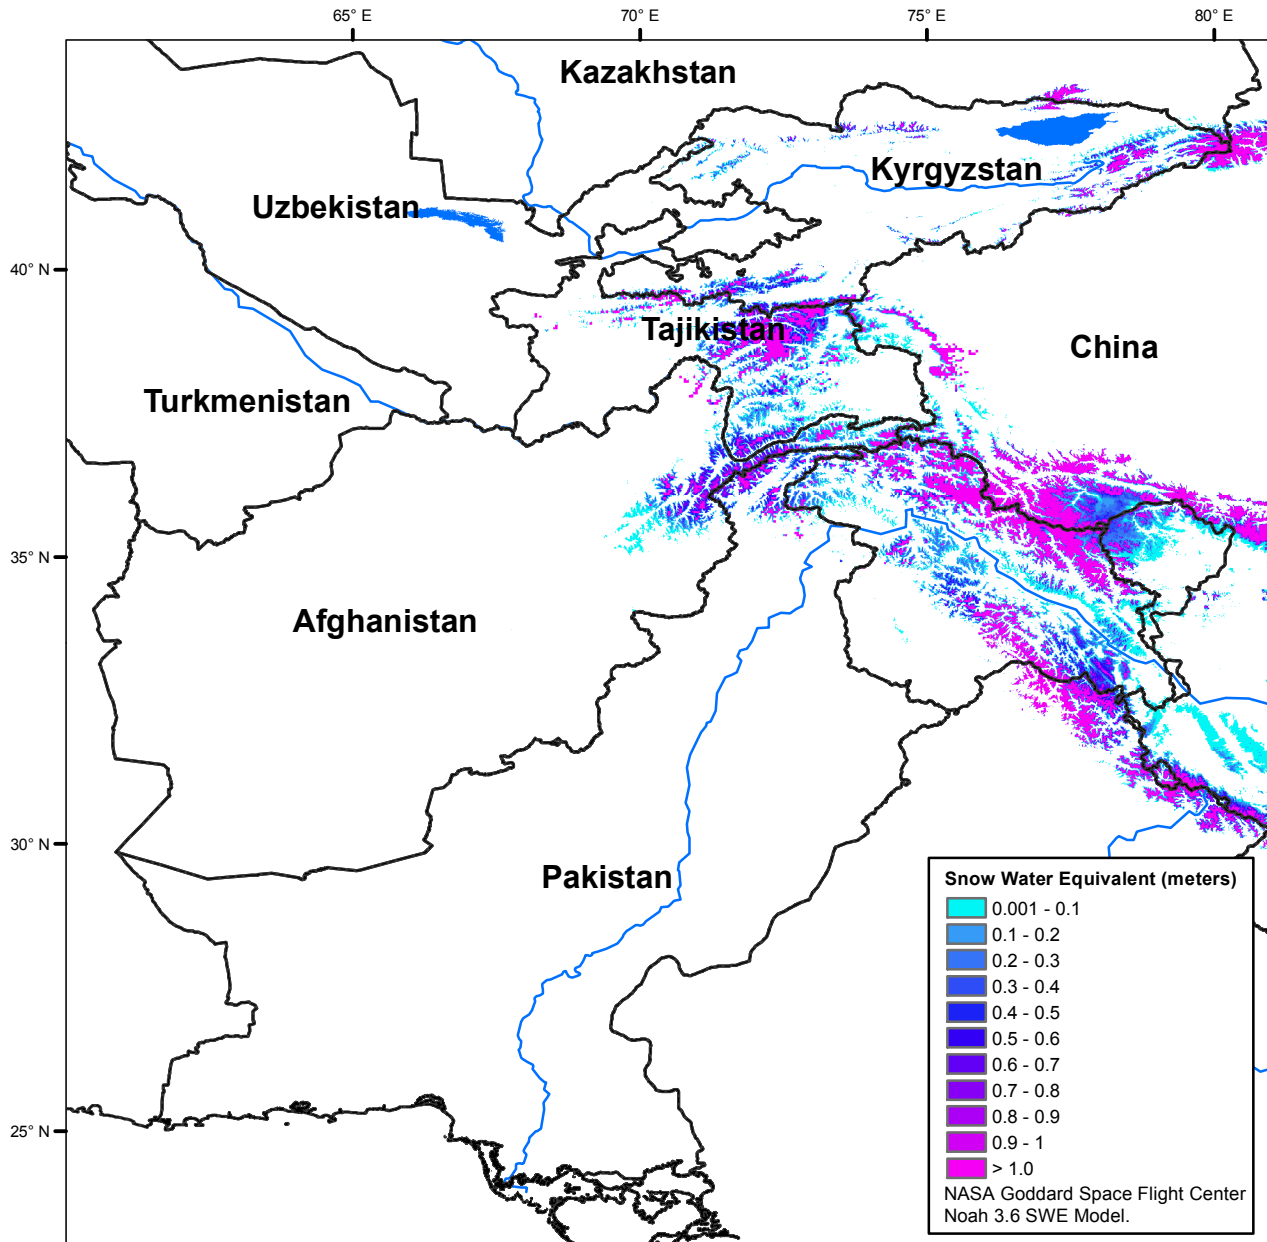 65° E
70° E
75° E
80° E
40° N
35° N
30° N
25° N
Kazakhstan
Kyrgyzstan
Uzbekistan
Tajikistan
China
Turkmenistan
Afghanistan
Pakistan
Snow Water Equivalent (meters)
0.001 - 0.1
0.1 - 0.2
0.2 - 0.3
0.3 - 0.4
0.4 - 0.5
0.5 - 0.6
0.6 - 0.7
0.7 - 0.8
0.8 - 0.9
0.9 - 1
> 1.0
NASA Goddard Space Flight Center
Noah 3.6 SWE Model.